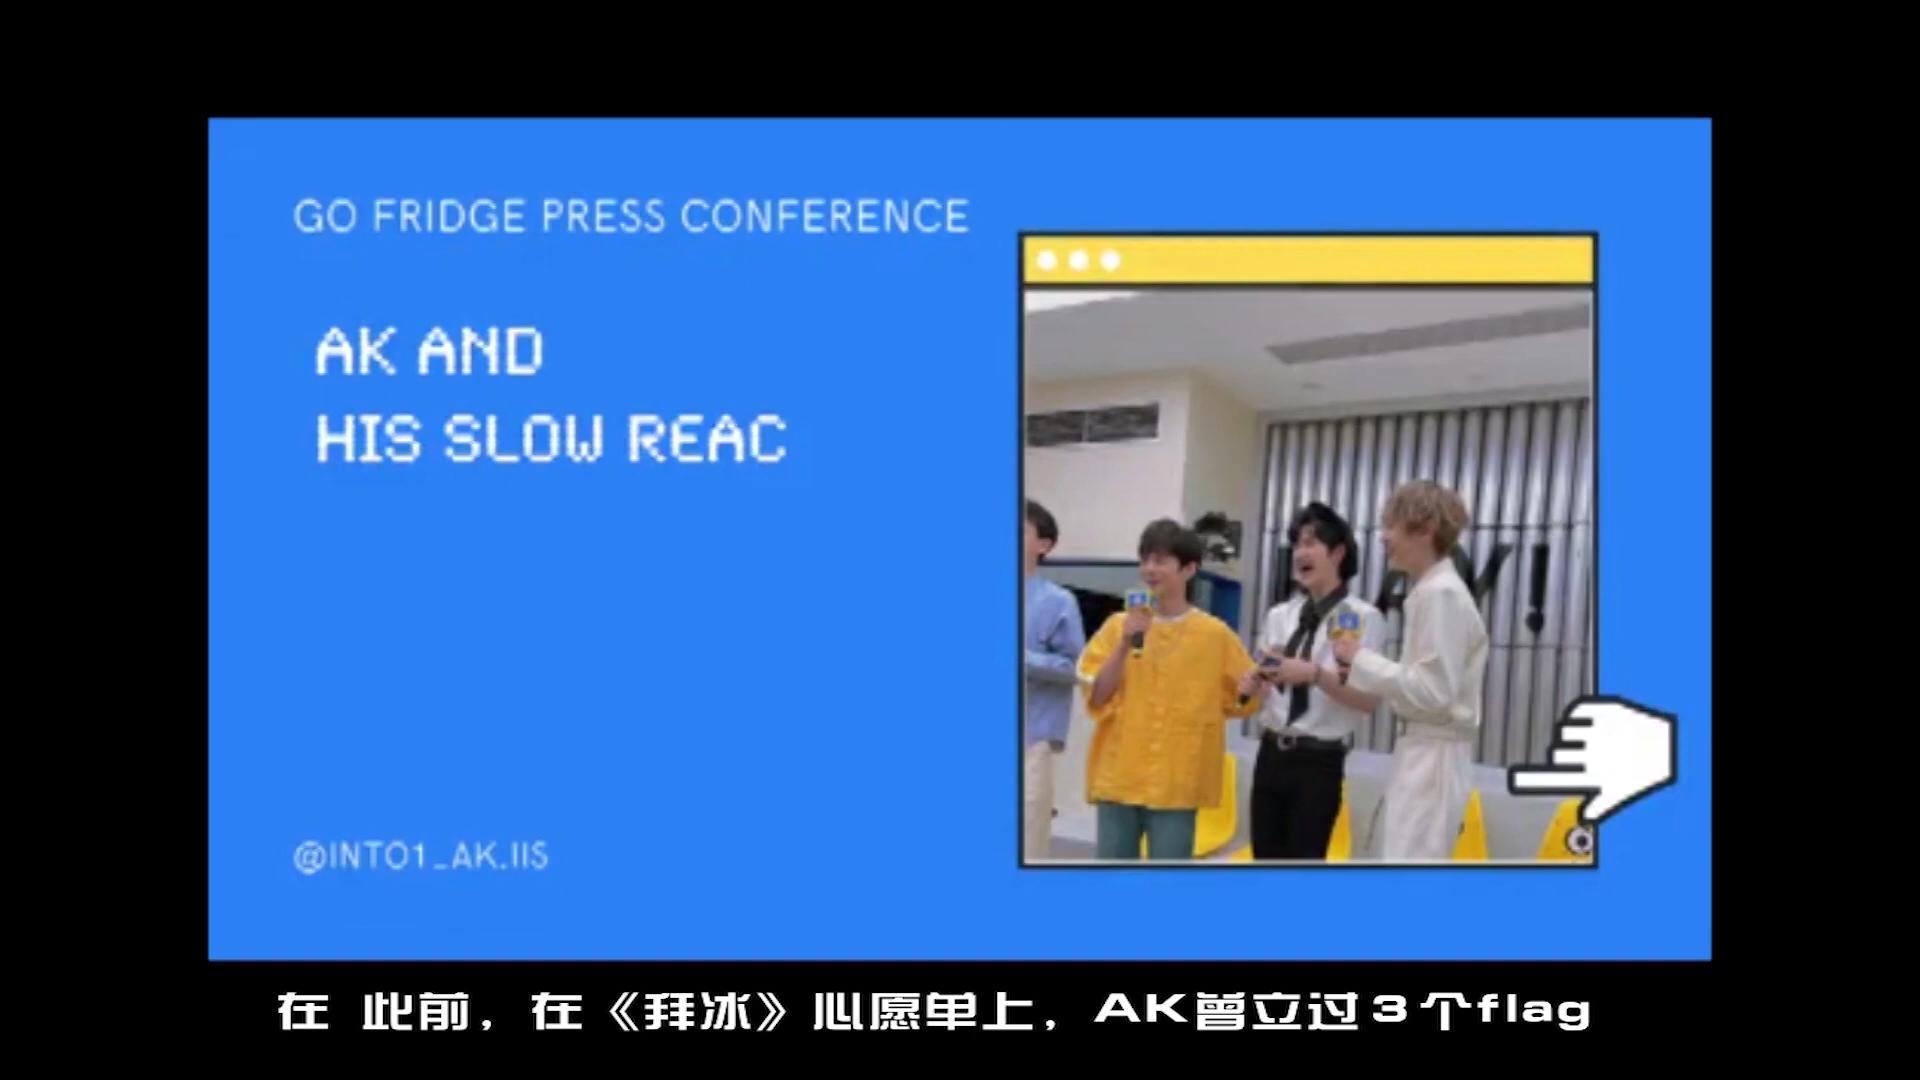 GO FRIDGE PRESS CONFERENCE
AK AND
HIS SLOW REAC
@INTO1_AK.IIS
在 此前，在《拜冰》心愿单上，AK曾立过3个flag